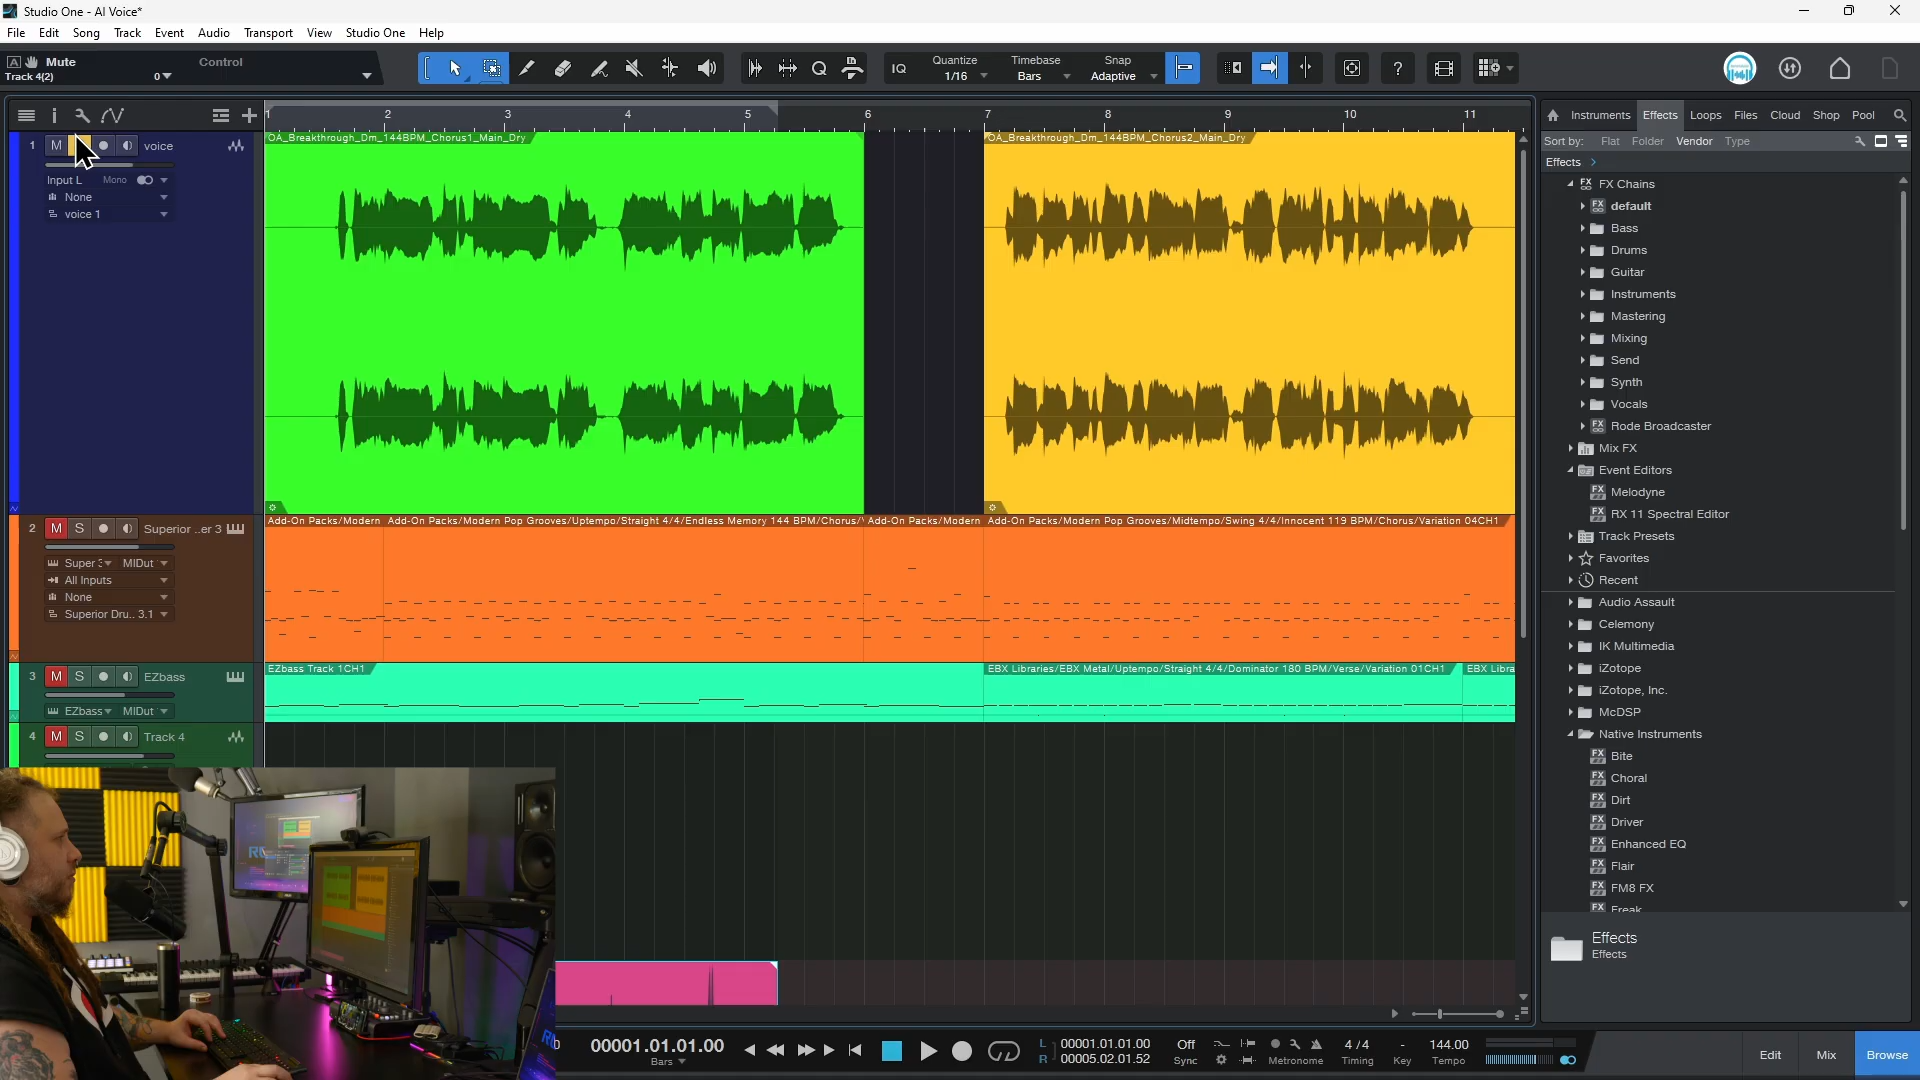 Studio One - AI Voice*
File Edit Song Track Event Audio Transport View Studio One Help
A Mute Control
Track 4(2) 0
IQ Quantize Timebase Snap ?
1/16 Bars Adaptive
Instruments Effects Loops Files Cloud Shop Pool
Sort by: Flat Folder Vendor Type
Effects
1 2 3 4 5 6 7 8 9 10 11
1 M voice
Input L Mono
None
voice 1
OA_Breakthrough_Dm_144BPM_Chorus1_Main_Dry
OA_Breakthrough_Dm_144BPM_Chorus2_Main_Dry
2 M S Superior ..er 3
Super MIDut
All Inputs
None
Superior Dru.. 3.1
Add-On Packs/Modern
Add-On Packs/Modern Pop Grooves/Uptempo/Straight 4/4/Endless Memory 144 BPM/Chorus/
Add-On Packs/Modern
Add-On Packs/Modern Pop Grooves/Midtempo/Swing 4/4/Innocent 119 BPM/Chorus/Variation 04CH1
3 M S EZbass
EZbass MIDut
EZbass Track 1CH1
EBX Libraries/EBX Metal/Uptempo/Straight 4/4/Dominator 180 BPM/Verse/Variation 01CH1
EBX Libra
4 M S Track 4
FX Chains
default
Bass
Drums
Guitar
Instruments
Mastering
Mixing
Send
Synth
Vocals
Rode Broadcaster
Mix FX
Event Editors
Melodyne
RX 11 Spectral Editor
Track Presets
Favorites
Recent
Audio Assault
Celemony
IK Multimedia
iZotope
iZotope, Inc.
McDSP
Native Instruments
Bite
Choral
Dirt
Driver
Enhanced EQ
Flair
FM8 FX
Freak
Effects
Effects
00001.01.01.00
Bars
L 00001.01.01.00
R 00005.02.01.52
Off
Sync
Metronome
4 / 4
Timing
-
Key
144.00
Tempo
Edit Mix Browse